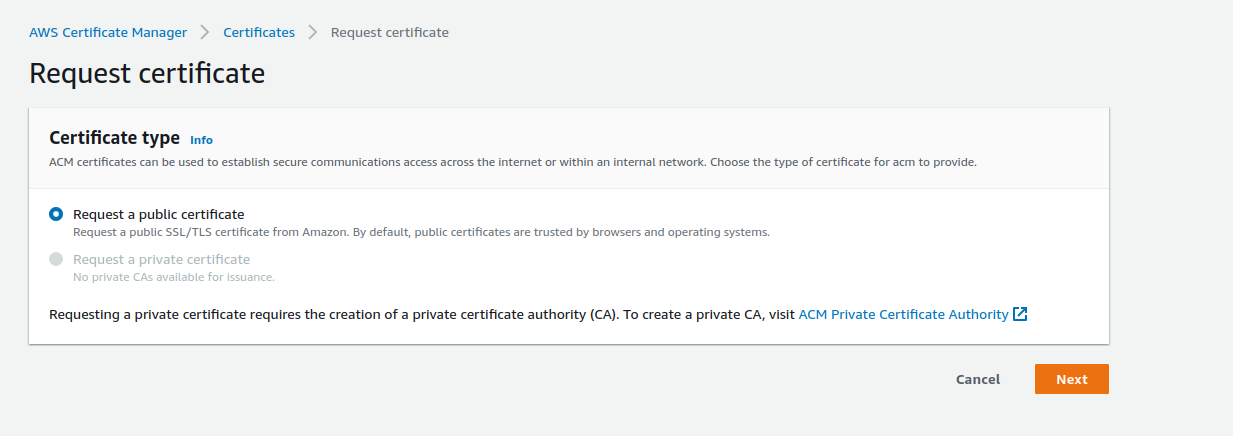 AWS Certificate Manager > Certificates > Request certificate
Request certificate
Certificate type Info
ACM certificates can be used to establish secure communications access across the internet or within an internal network. Choose the type of certificate for acm to provide.
Request a public certificate
Request a public SSL/TLS certificate from Amazon. By default, public certificates are trusted by browsers and operating systems.
Request a private certificate
No private CAs available for issuance.
Requesting a private certificate requires the creation of a private certificate authority (CA). To create a private CA, visit ACM Private Certificate Authority
Cancel Next